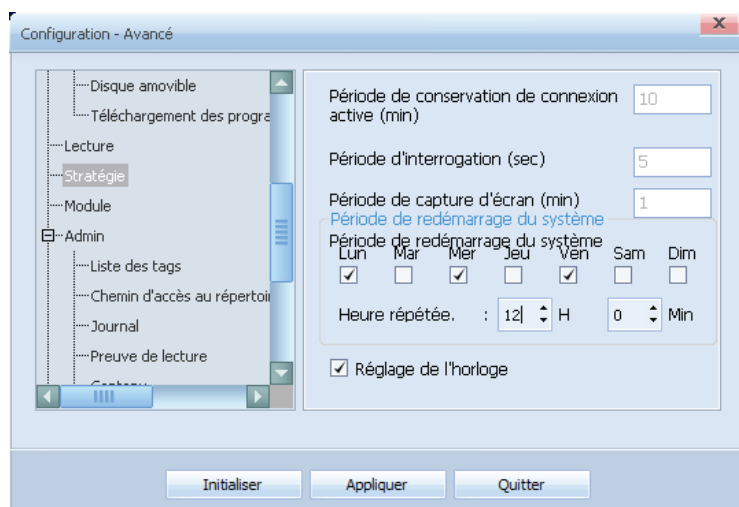 Configuration - Avancé
Disque amovible
Téléchargement des progra
Lecture
Stratégie
Module
Admin
Liste des tags
Chemin d'accès au répertoi
Journal
Preuve de lecture
Contenu
Période de conservation de connexion
active (min)
10
Période d'interrogation (sec)
5
Période de capture d'écran (min)
1
Période de redémarrage du système
Période de redémarrage du système
Lun Mar Mer Jeu Ven Sam Dim
Heure répétée. : 12 H 0 Min
Réglage de l'horloge
Initialiser Appliquer Quitter